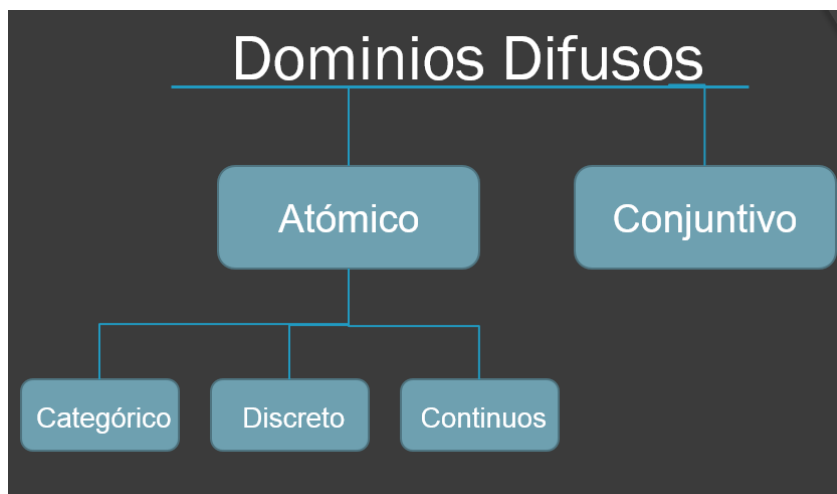 Dominios Difusos
Atómico
Conjuntivo
Categórico
Discreto
Continuos